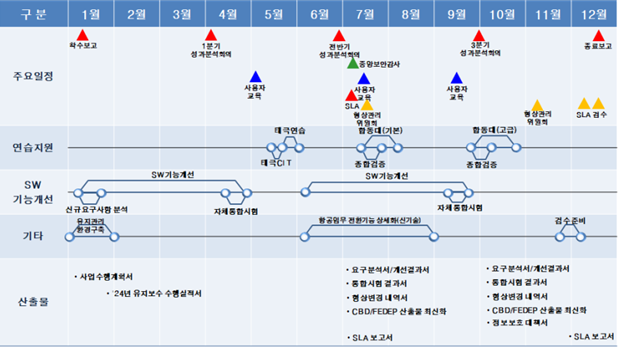 구 분
1월
2월
3월
4월
5월
6월
7월
8월
9월
10월
11월
12월
주요일정
착수보고
1분기
성과분석회의
전반기
성과분석회의
3분기
성과분석회의
종료보고
중앙보안감사
사용자
교육
사용자
교육
사용자
교육
SLA
형상관리
위원회
형상관리
위원회
SLA 검수
연습지원
태극연습
태극CIT
합동대(기본)
종합검증
합동대(고급)
종합검증
SW
기능개선
SW기능개선
신규요구사항 분석
자체통합시험
SW기능개선
자체통합시험
기타
유지관리
환경구축
항공임무 전환기능 상세화(신기술)
검수준비
산출물
· 사업수행계획서
· '24년 유지보수 수행실적서
· 요구분석서/개선결과서
· 통합시험 결과서
· 형상변경 내역서
· CBD/FEDEP 산출물 최신화
· SLA 보고서
· 요구분석서/개선결과서
· 통합시험 결과서
· 형상변경 내역서
· CBD/FEDEP 산출물 최신화
· 정보보호 대책서
· SLA 보고서